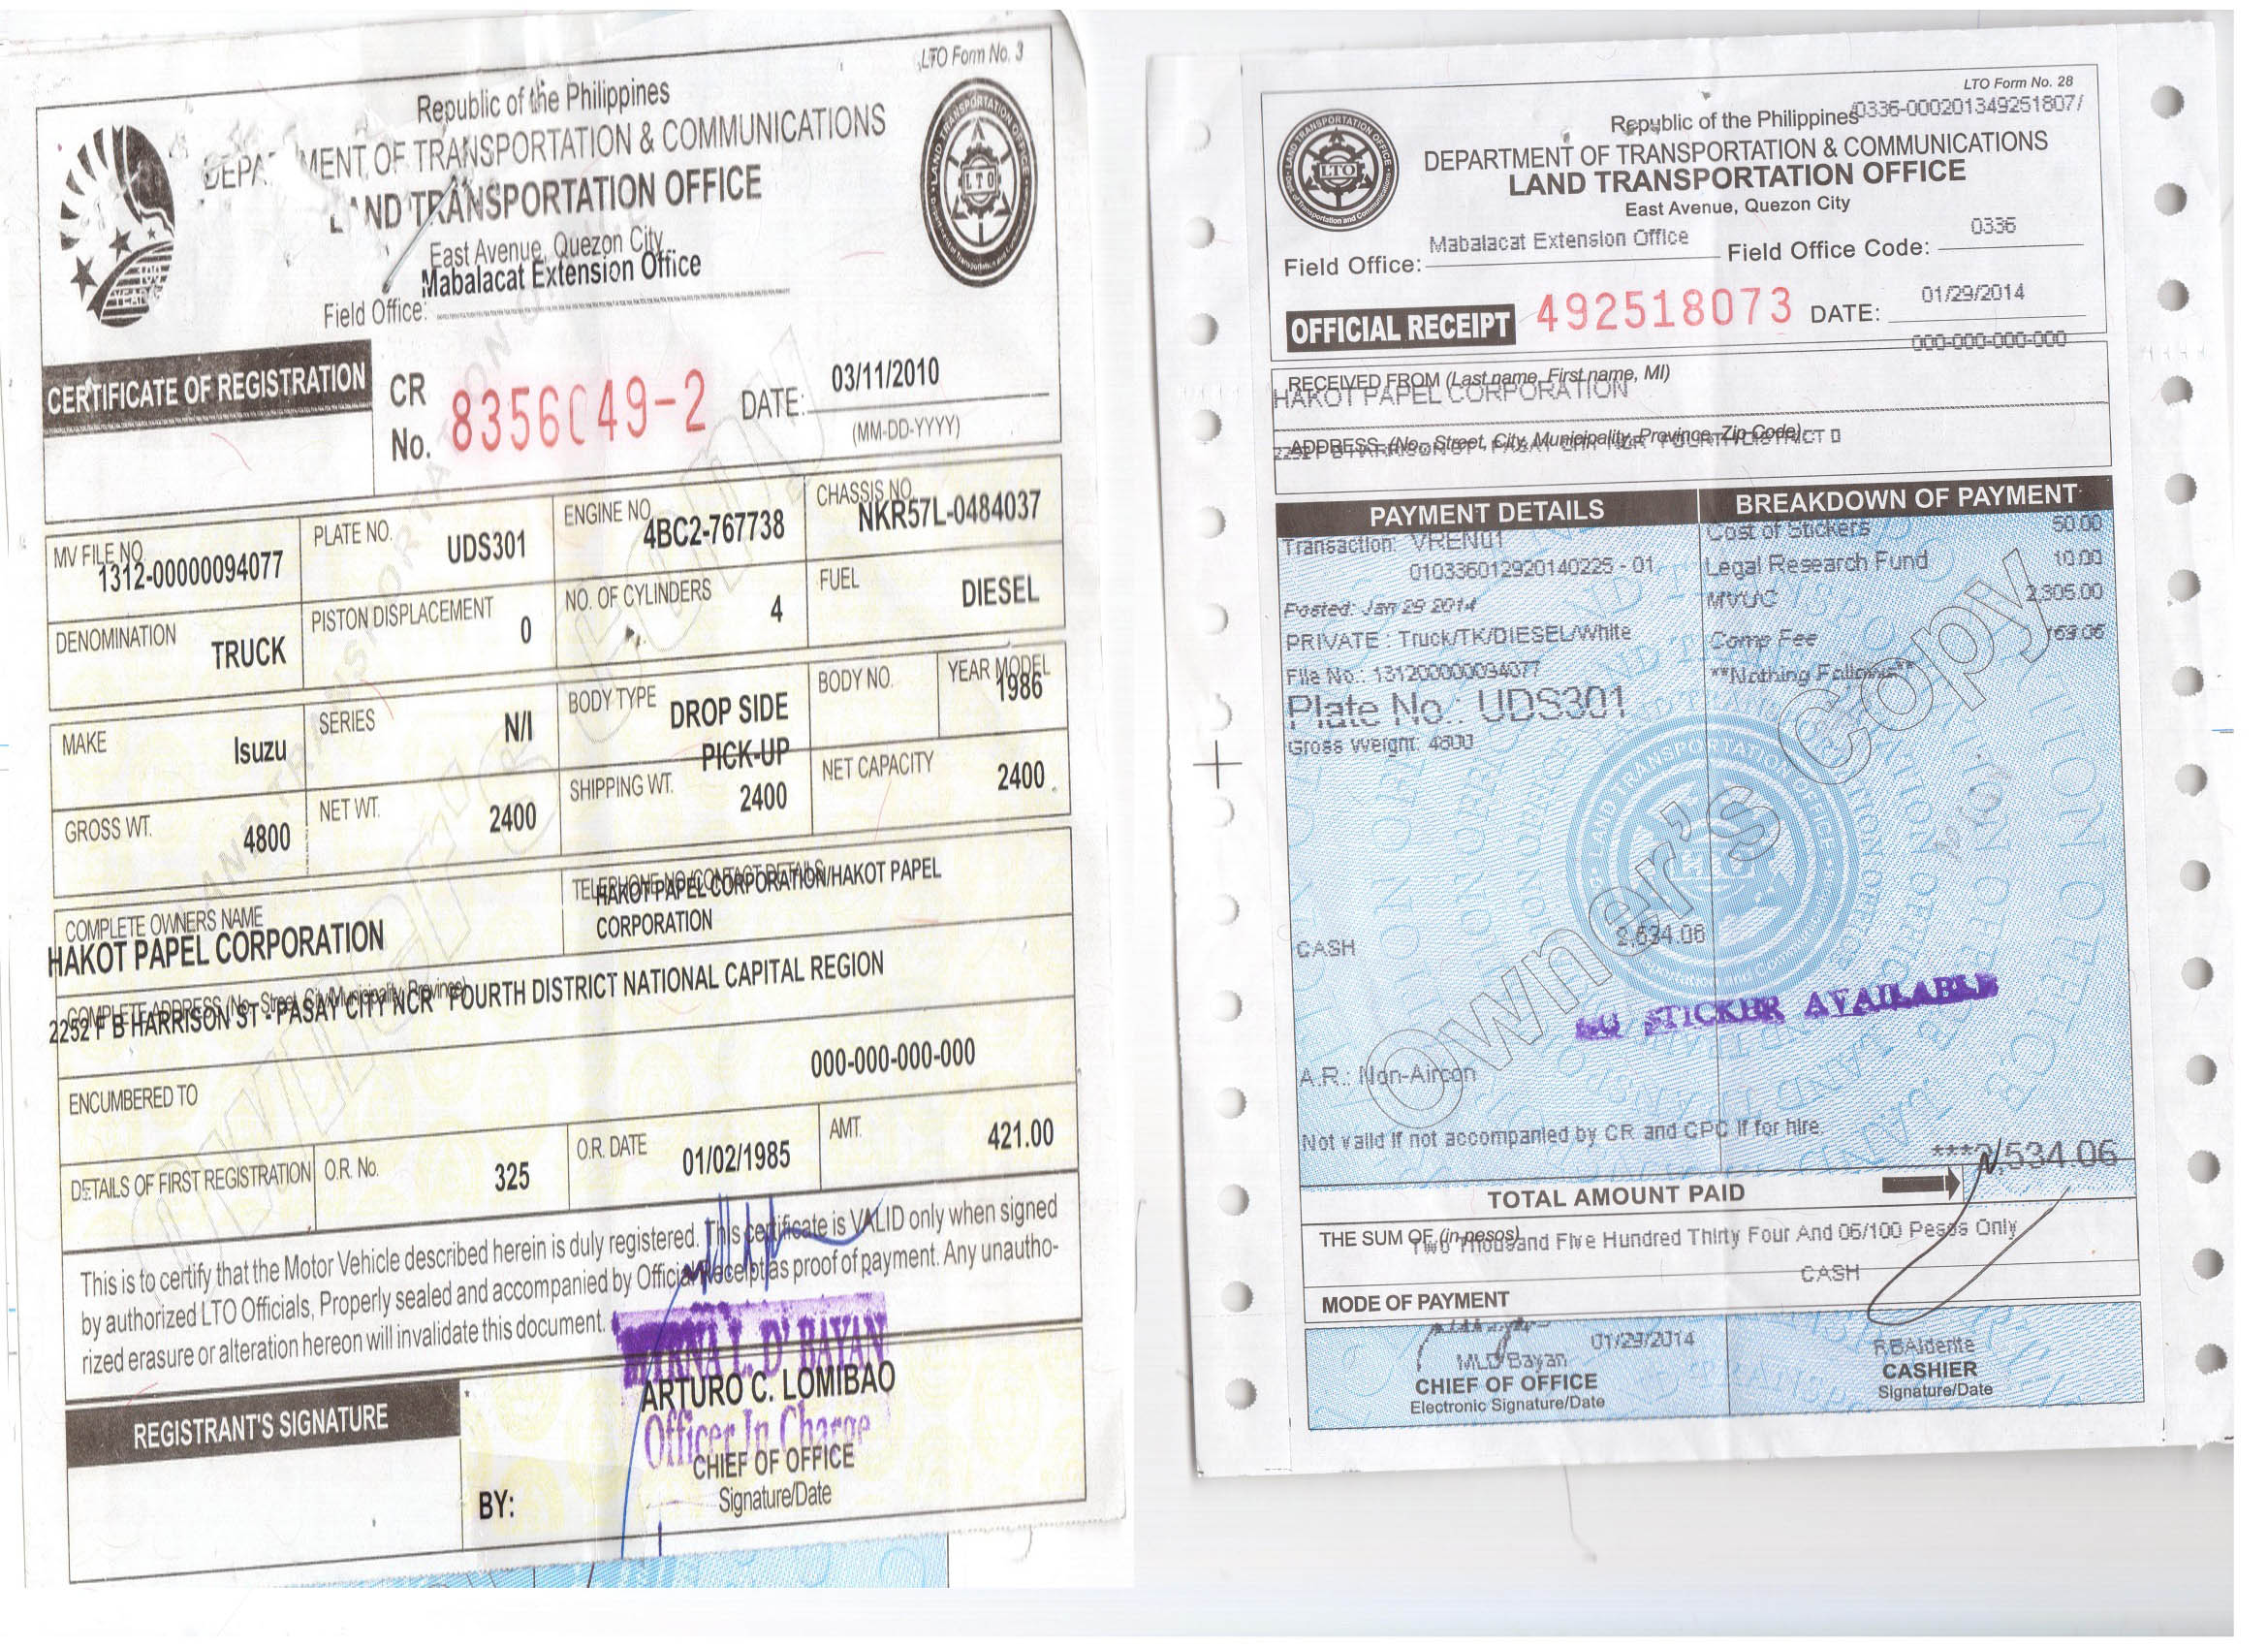 LTO Form No. 3
Republic of the Philippines
MENT OF TRANSPORTATION & COMMUNICATIONS
LAND TRANSPORTATION OFFICE
East Avenue, Quezon City
Mabalacat Extension Office
Field Office:
CERTIFICATE OF REGISTRATION
CR No. 8356049-2
DATE: 03/11/2010
(MM-DD-YYYY)
MV FILE NO. 1312-00000094077
PLATE NO. UDS301
ENGINE NO. 4BC2-767738
CHASSIS NO. NKR57L-0484037
DENOMINATION TRUCK
PISTON DISPLACEMENT 0
NO. OF CYLINDERS 4
FUEL DIESEL
MAKE Isuzu
SERIES N/I
BODY TYPE DROP SIDE PICK-UP
BODY NO.
YEAR MODEL 1986
GROSS WT. 4800
NET WT. 2400
SHIPPING WT. 2400
NET CAPACITY 2400
COMPLETE OWNERS NAME
HAKOT PAPEL CORPORATION
TELEPHONE NO./CONTACT DETAILS
HAKOT PAPEL CORPORATION/HAKOT PAPEL
CORPORATION
COMPLETE ADDRESS (No., Street, City/Municipality, Province)
2252 F B HARRISON ST - PASAY CITY NCR FOURTH DISTRICT NATIONAL CAPITAL REGION
000-000-000-000
ENCUMBERED TO
DETAILS OF FIRST REGISTRATION
O.R. No. 325
O.R. DATE 01/02/1985
AMT. 421.00
This is to certify that the Motor Vehicle described herein is duly registered. This certificate is VALID only when signed
by authorized LTO Officials, Properly sealed and accompanied by Official Receipt as proof of payment. Any unautho-
rized erasure or alteration hereon will invalidate this document.
MYRNA L. D' BAYAN
ARTURO C. LOMIBAO
Officer In Charge
CHIEF OF OFFICE
Signature/Date
REGISTRANT'S SIGNATURE
BY:
LTO Form No. 28
0336-000201349251807/
Republic of the Philippines
DEPARTMENT OF TRANSPORTATION & COMMUNICATIONS
LAND TRANSPORTATION OFFICE
East Avenue, Quezon City
Field Office: Mabalacat Extension Office
Field Office Code: 0336
OFFICIAL RECEIPT 492518073
DATE: 01/29/2014
000-000-000-000
RECEIVED FROM (Last name, First name, MI)
HAKOT PAPEL CORPORATION
ADDRESS (No., Street, City, Municipality, Province, Zip Code)
2252 F B HARRISON ST - PASAY CITY NCR FOURTH DISTRICT 0
PAYMENT DETAILS
BREAKDOWN OF PAYMENT
Transaction: VREN01
010336012920140225 - 01
Posted: Jan 29 2014
PRIVATE : Truck/TK/DIESEL/White
File No.: 131200000094077
Plate No.: UDS301
Gross Weight: 4800
Cost of Stickers 50.00
Legal Research Fund 10.00
MVUC 2,305.00
Comp Fee 169.06
**Nothing Follows**
Owner's Copy
CASH 2,534.06
NO STICKER AVAILABLE
A.R.: Non-Aircon
Not valid if not accompanied by CR and CPC if for hire.
***2,534.06
TOTAL AMOUNT PAID
THE SUM OF (in pesos)
Two Thousand Five Hundred Thirty Four And 06/100 Pesos Only
CASH
MODE OF PAYMENT
01/29/2014
MLD'Bayan
CHIEF OF OFFICE
Electronic Signature/Date
RBAldente
CASHIER
Signature/Date